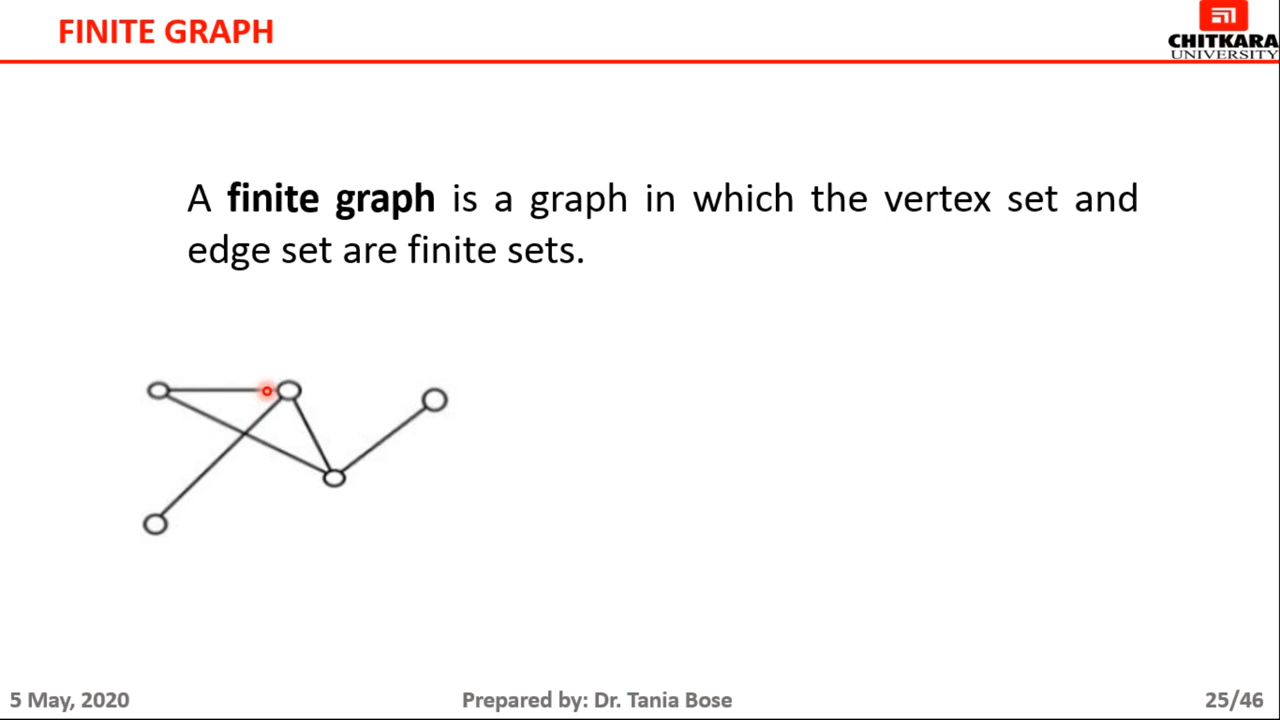 FINITE GRAPH
CHITKARA
UNIVERSITY
A finite graph is a graph in which the vertex set and
edge set are finite sets.
5 May, 2020
Prepared by: Dr. Tania Bose
25/46